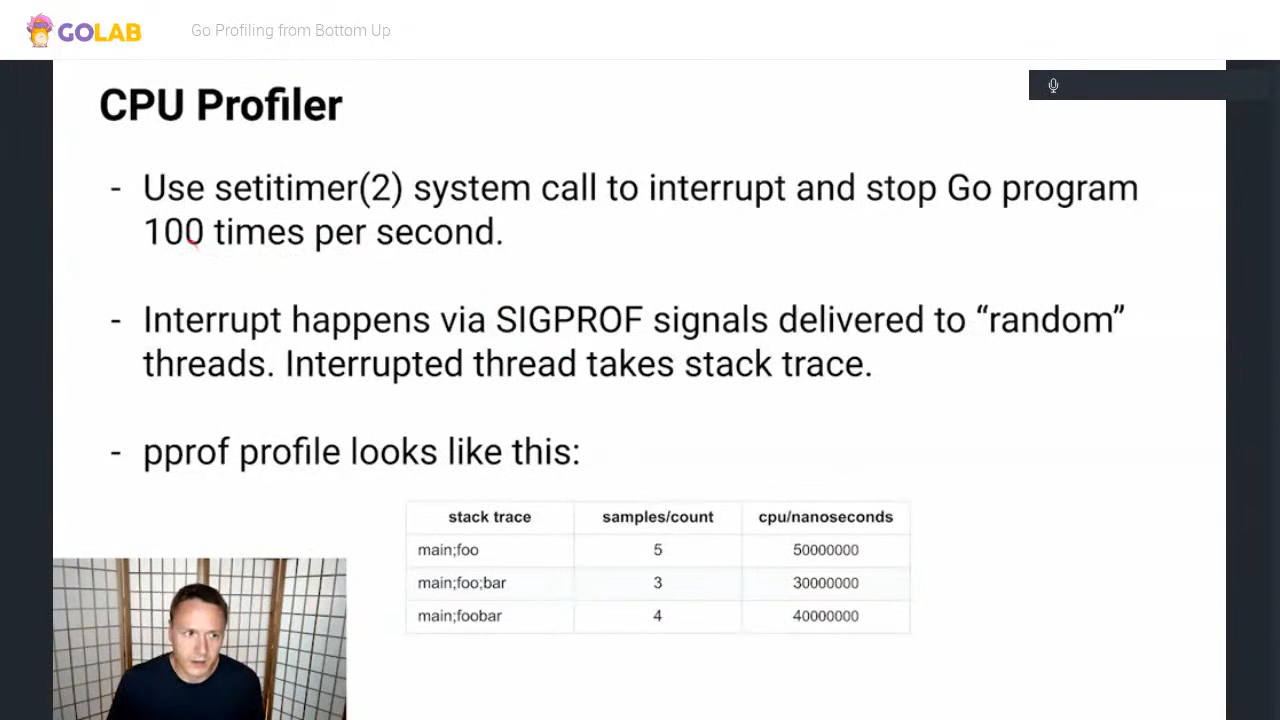 GOLAB
Go Profiling from Bottom Up
CPU Profiler
- Use setitimer(2) system call to interrupt and stop Go program
100 times per second.
- Interrupt happens via SIGPROF signals delivered to “random”
threads. Interrupted thread takes stack trace.
- pprof profile looks like this:
stack trace samples/count cpu/nanoseconds
main;foo 5 50000000
main;foo;bar 3 30000000
main;foobar 4 40000000